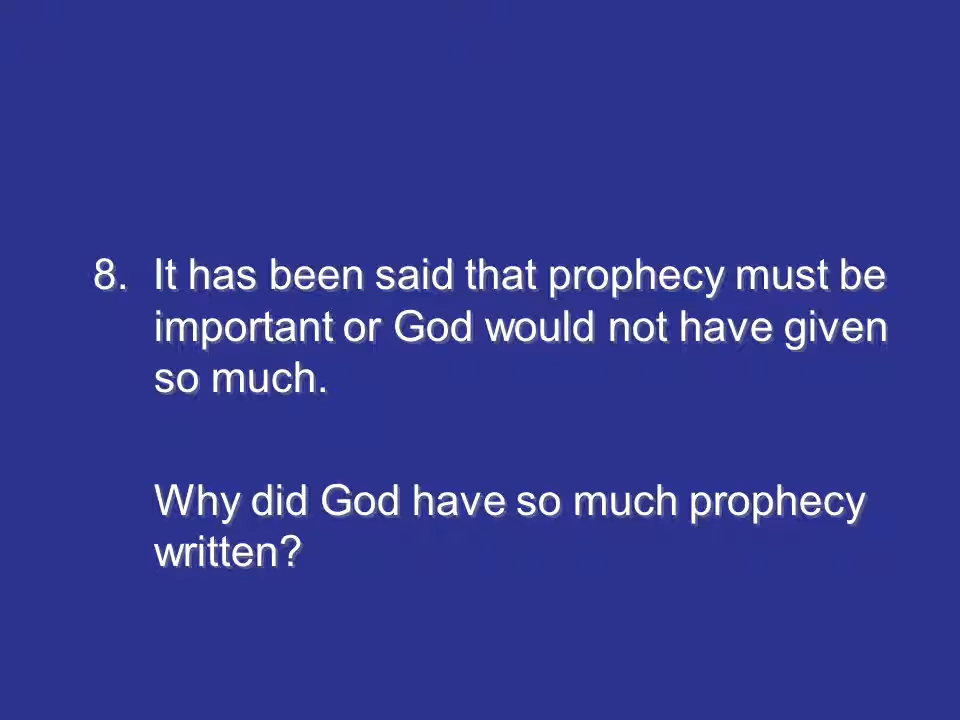 8. It has been said that prophecy must be
important or God would not have given
so much.
Why did God have so much prophecy
written?